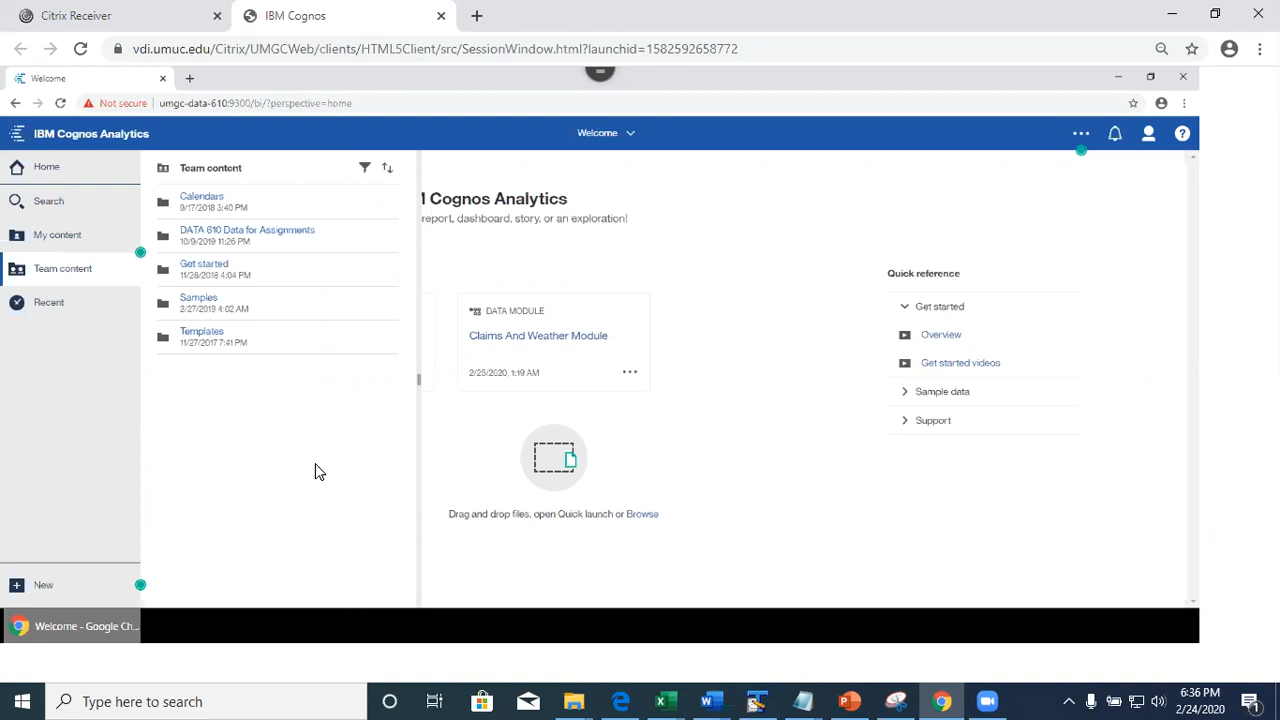 Citrix Receiver
IBM Cognos
vdi.umuc.edu/Citrix/UMGCWeb/clients/HTML5Client/src/SessionWindow.html?launchid=1582592658772
Welcome
Not secure
umgc-data-610:9300/bi/?perspective=home
IBM Cognos Analytics
Welcome
Home
Search
My content
Team content
Recent
New
Team content
Calendars
9/17/2018 3:40 PM
DATA 610 Data for Assignments
10/9/2019 11:26 PM
Get started
11/28/2018 4:04 PM
Samples
2/27/2019 4:02 AM
Templates
11/27/2017 7:41 PM
Cognos Analytics
report, dashboard, story, or an exploration!
DATA MODULE
Claims And Weather Module
2/25/2020, 1:19 AM
Drag and drop files, open Quick launch or Browse
Quick reference
Get started
Overview
Get started videos
Sample data
Support
Welcome - Google Ch...
Type here to search
6:36 PM
2/24/2020
1